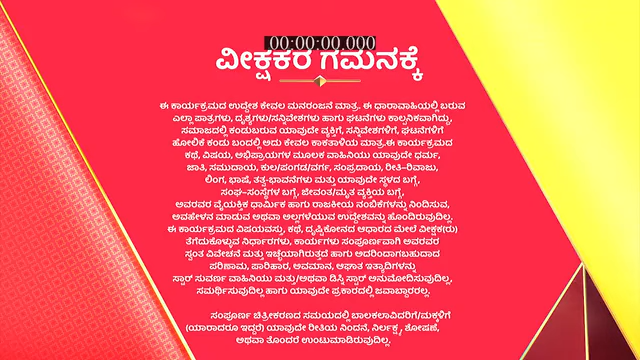 00:00:00.000
ವೀಕ್ಷಕರ ಗಮನಕ್ಕೆ
ಈ ಕಾರ್ಯಕ್ರಮದ ಉದ್ದೇಶ ಕೇವಲ ಮನರಂಜನೆ ಮಾತ್ರ. ಈ ಧಾರಾವಾಹಿಯಲ್ಲಿ ಬರುವ
ಎಲ್ಲಾ ಪಾತ್ರಗಳು, ದೃಶ್ಯಗಳು/ಸನ್ನಿವೇಶಗಳು ಹಾಗು ಘಟನೆಗಳು ಕಾಲ್ಪನಿಕವಾಗಿದ್ದು,
ಸಮಾಜದಲ್ಲಿ ಕಂಡುಬರುವ ಯಾವುದೇ ವ್ಯಕ್ತಿಗೆ, ಸನ್ನಿವೇಶಗಳಿಗೆ, ಘಟನೆಗಳಿಗೆ
ಹೋಲಿಕೆ ಕಂಡು ಬಂದಲ್ಲಿ ಅದು ಕೇವಲ ಕಾಕತಾಳಿಯ ಮಾತ್ರ.ಈ ಕಾರ್ಯಕ್ರಮದ
ಕಥೆ, ವಿಷಯ, ಅಭಿಪ್ರಾಯಗಳ ಮೂಲಕ ವಾಹಿನಿಯು ಯಾವುದೇ ಧರ್ಮ,
ಜಾತಿ, ಸಮುದಾಯ, ಕುಲ/ಪಂಗಡ/ವರ್ಗ, ಸಂಪ್ರದಾಯ, ರೀತಿ-ರಿವಾಜು,
ಲಿಂಗ, ಭಾಷೆ, ತತ್ವ-ಭಾವನೆಗಳು ಮತ್ತು ಯಾವುದೇ ಸ್ಥಳದ ಬಗ್ಗೆ,
ಸಂಘ-ಸಂಸ್ಥೆಗಳ ಬಗ್ಗೆ, ಜೀವಂತ/ಮೃತ ವ್ಯಕ್ತಿಯ ಬಗ್ಗೆ,
ಅವರವರ ವೈಯಕ್ತಿಕ ಧಾರ್ಮಿಕ ಹಾಗು ರಾಜಕೀಯ ನಂಬಿಕೆಗಳನ್ನು ನಿಂದಿಸುವ,
ಅವಹೇಳನ ಮಾಡುವ ಅಥವಾ ಅಲ್ಲಗಳೆಯುವ ಉದ್ದೇಶವನ್ನು ಹೊಂದಿರುವುದಿಲ್ಲ.
ಈ ಕಾರ್ಯಕ್ರಮದ ವಿಷಯವಸ್ತು, ಕಥೆ, ದೃಷ್ಟಿಕೋನದ ಆಧಾರದ ಮೇಲೆ ವೀಕ್ಷಕ(ರು)
ತೆಗೆದುಕೊಳ್ಳುವ ನಿರ್ಧಾರಗಳು, ಕಾರ್ಯಗಳು ಸಂಪೂರ್ಣವಾಗಿ ಅವರವರ
ಸ್ವಂತ ವಿವೇಚನೆ ಮತ್ತು ಇಚ್ಛೆಯಾಗಿರುತ್ತದೆ ಹಾಗು ಅದರಿಂದಾಗಬಹುದಾದ
ಪರಿಣಾಮ, ಪಾರಿಹಾರ, ಅವಮಾನ, ಆಘಾತ ಇತ್ಯಾದಿಗಳನ್ನು
ಸ್ಟಾರ್ ಸುವರ್ಣ ವಾಹಿನಿಯು ಮತ್ತು/ಅಥವಾ ಡಿಸ್ನಿ ಸ್ಟಾರ್ ಅನುಮೋದಿಸುವುದಿಲ್ಲ,
ಸಮರ್ಥಿಸುವುದಿಲ್ಲ ಹಾಗು ಯಾವುದೇ ಪ್ರಕಾರದಲ್ಲಿ ಜವಾಬ್ದಾರರಲ್ಲ.
ಸಂಪೂರ್ಣ ಚಿತ್ರೀಕರಣದ ಸಮಯದಲ್ಲಿ ಬಾಲಕಲಾವಿದರಿಗೆ/ಮಕ್ಕಳಿಗೆ
(ಯಾರಾದರೂ ಇದ್ದರೆ) ಯಾವುದೇ ರೀತಿಯ ನಿಂದನೆ, ನಿರ್ಲಕ್ಷ್ಯ, ಶೋಷಣೆ,
ಅಥವಾ ತೊಂದರೆ ಉಂಟುಮಾಡಿರುವುದಿಲ್ಲ.